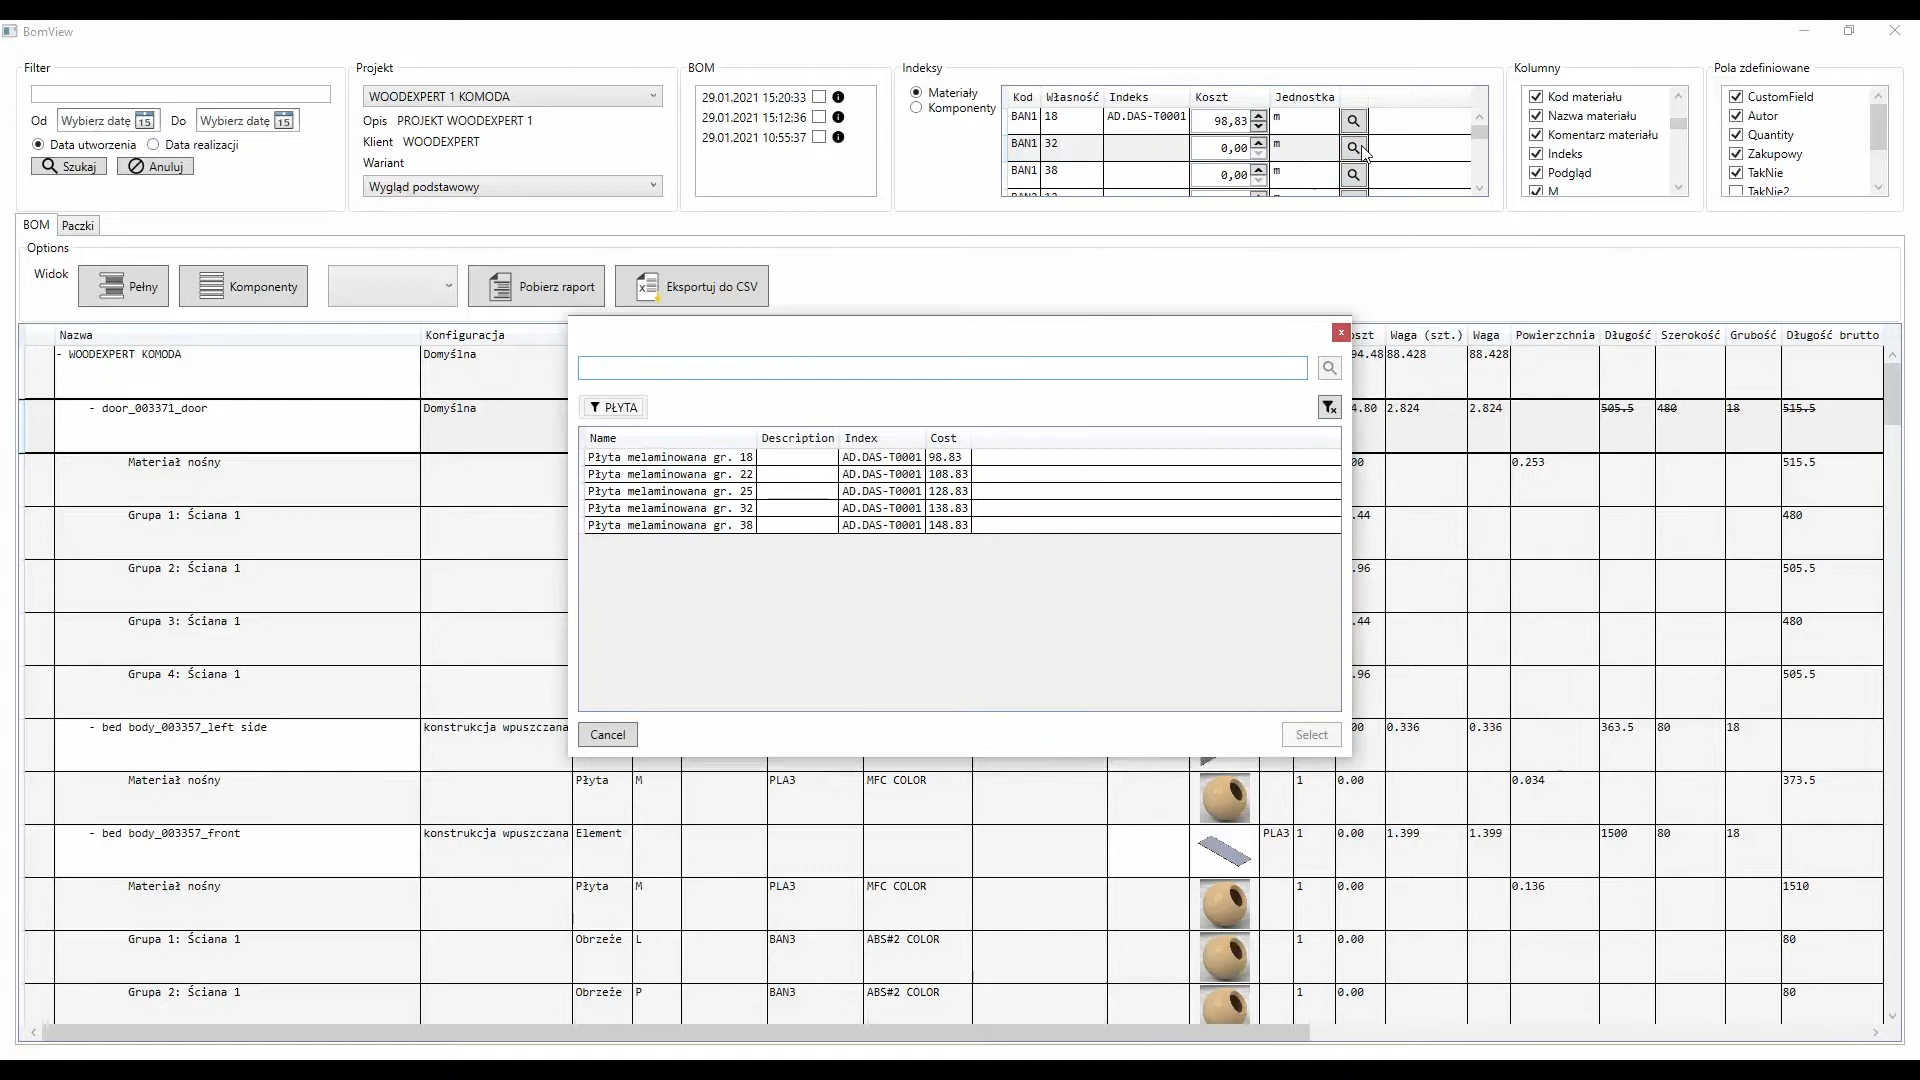 BomView
Filter
Od Wybierz datę 15 Do Wybierz datę 15
Data utworzenia Data realizacji
Szukaj Anuluj
Projekt
WOODEXPERT 1 KOMODA
Opis PROJEKT WOODEXPERT 1
Klient WOODEXPERT
Wariant
Wygląd podstawowy
BOM
29.01.2021 15:20:33
29.01.2021 15:12:36
29.01.2021 10:55:37
Indeksy
Materiały
Komponenty
Kod Własność Indeks Koszt Jednostka
BAN1 18 AD.DAS-T0001 98,83 m
BAN1 32 0,00 m
BAN1 38 0,00 m
Kolumny
Kod materiału
Nazwa materiału
Komentarz materiału
Indeks
Podgląd
M
Pola zdefiniowane
CustomField
Autor
Quantity
Zakupowy
TakNie
TakNie2
BOM Paczki
Options
Widok Pełny Komponenty Pobierz raport Eksportuj do CSV
Nazwa Konfiguracja
Waga (szt.) Waga Powierzchnia Długość Szerokość Grubość Długość brutto
- WOODEXPERT KOMODA Domyślna 94.48 88.428 88.428
- door_003371_door Domyślna 4.80 2.824 2.824 505.5 480 18 515.5
Materiał nośny 00 0.253 515.5
Grupa 1: Ściana 1 .44 480
Grupa 2: Ściana 1 .96 505.5
Grupa 3: Ściana 1 .44 480
Grupa 4: Ściana 1 .96 505.5
PŁYTA
Name Description Index Cost
Płyta melaminowana gr. 18 AD.DAS-T0001 98.83
Płyta melaminowana gr. 22 AD.DAS-T0001 108.83
Płyta melaminowana gr. 25 AD.DAS-T0001 128.83
Płyta melaminowana gr. 32 AD.DAS-T0001 138.83
Płyta melaminowana gr. 38 AD.DAS-T0001 148.83
Cancel Select
- bed body_003357_left side konstrukcja wpuszczana 00 0.336 0.336 363.5 80 18
Materiał nośny Płyta M PLA3 MFC COLOR 1 0.00 0.034 373.5
- bed body_003357_front konstrukcja wpuszczana Element PLA3 1 0.00 1.399 1.399 1500 80 18
Materiał nośny Płyta M PLA3 MFC COLOR 1 0.00 0.136 1510
Grupa 1: Ściana 1 Obrzeże L BAN3 ABS#2 COLOR 1 0.00 80
Grupa 2: Ściana 1 Obrzeże P BAN3 ABS#2 COLOR 1 0.00 80